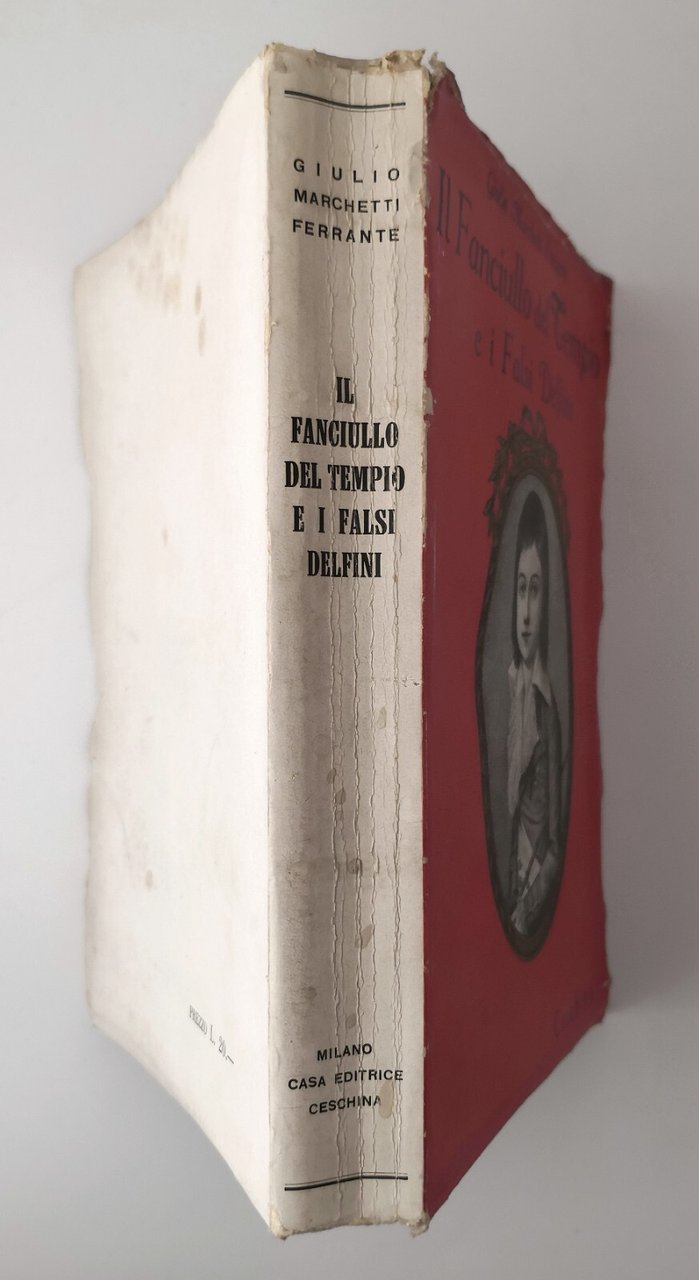 GIULIO
MARCHETTI
FERRANTE
IL
FANCIULLO
DEL TEMPIO
E I FALSI
DELFINI
MILANO
CASA EDITRICE
CESCHINA
Il Fanciullo del Tempio
e i Falsi Delfini
PREZZO L. 20.—